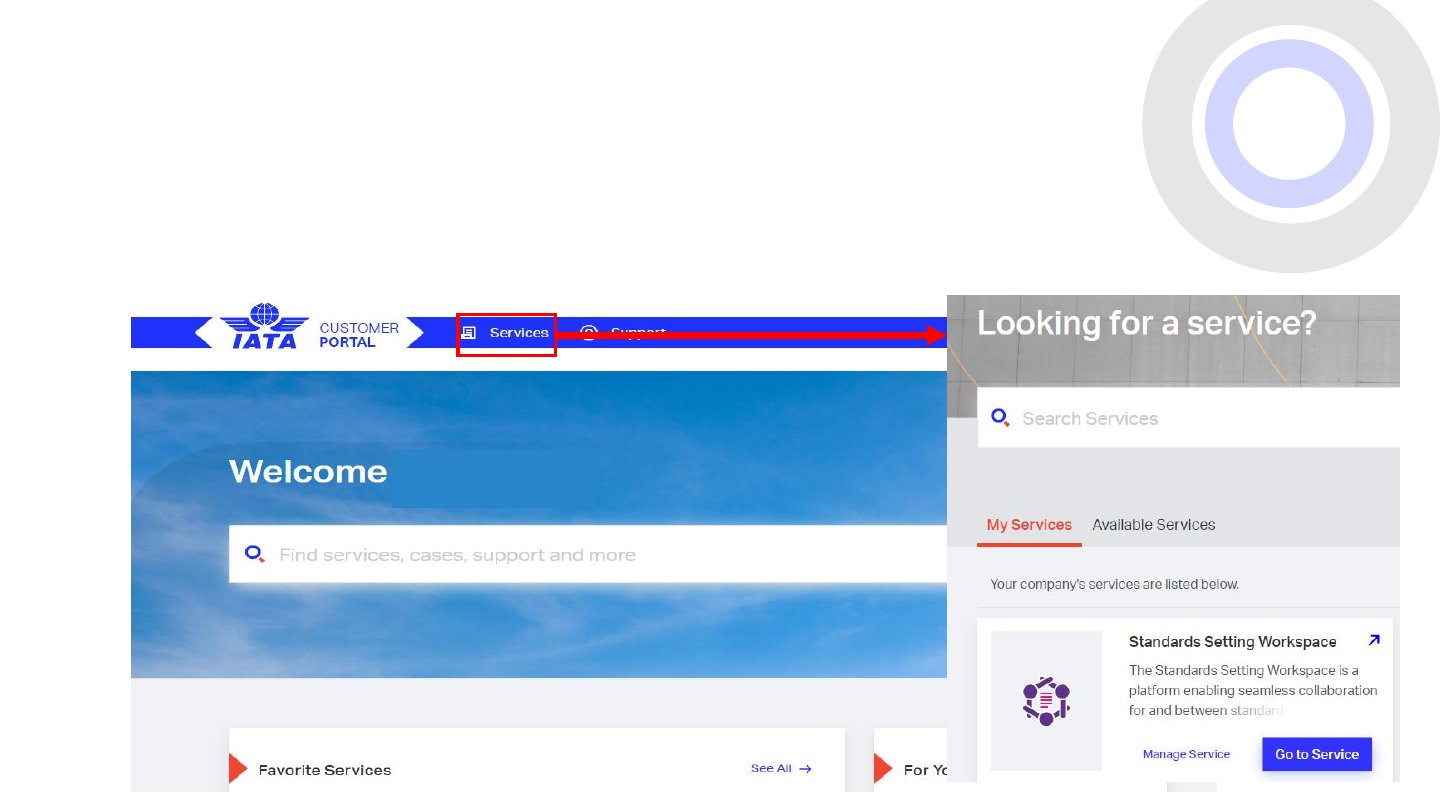 IATA
CUSTOMER
PORTAL
Services
Support
Welcome
Find services, cases, support and more
Favorite Services
See All
For
Looking for a service?
Search Services
My Services
Available Services
Your company's services are listed below.
Standards Setting Workspace
The Standards Setting Workspace is a
platform enabling seamless collaboration
for and between standards
Manage Service
Go to Service